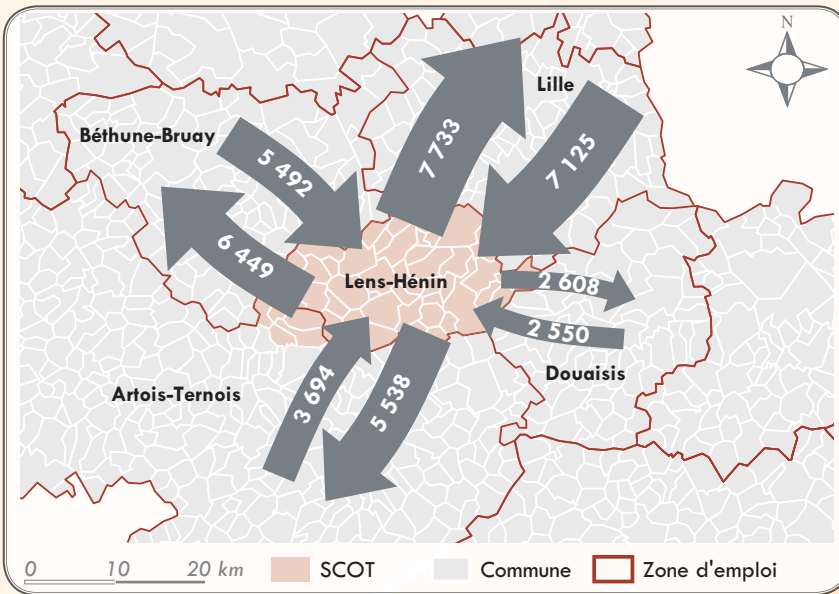 N
Lille
Béthune-Bruay
7 733
7 125
5 492
6 449
Lens-Hénin
2 608
2 550
Douaisis
Artois-Ternois
3 694
5 538
0 10 20 km
SCOT
Commune
Zone d'emploi